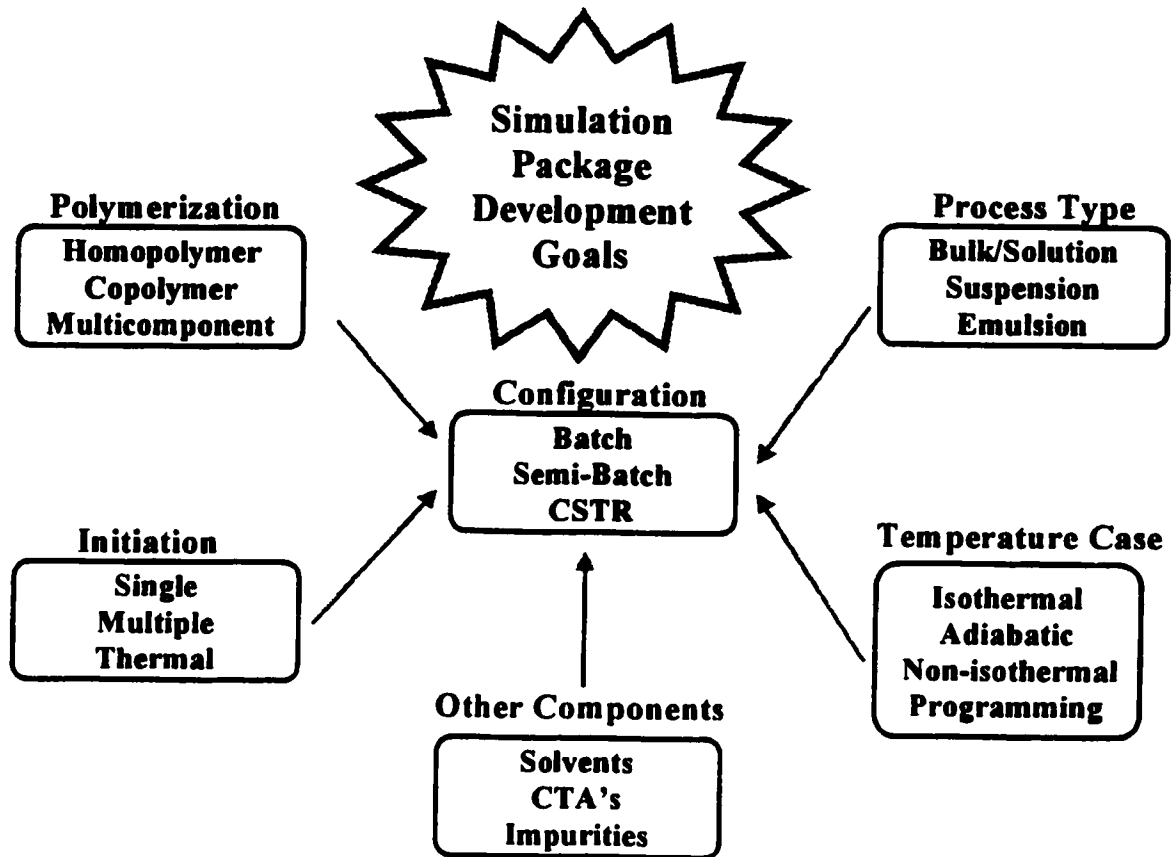 Simulation
Package
Development
Goals
Polymerization
Homopolymer
Copolymer
Multicomponent
Process Type
Bulk/Solution
Suspension
Emulsion
Configuration
Batch
Semi-Batch
CSTR
Initiation
Single
Multiple
Thermal
Temperature Case
Isothermal
Adiabatic
Non-isothermal
Programming
Other Components
Solvents
CTA's
Impurities